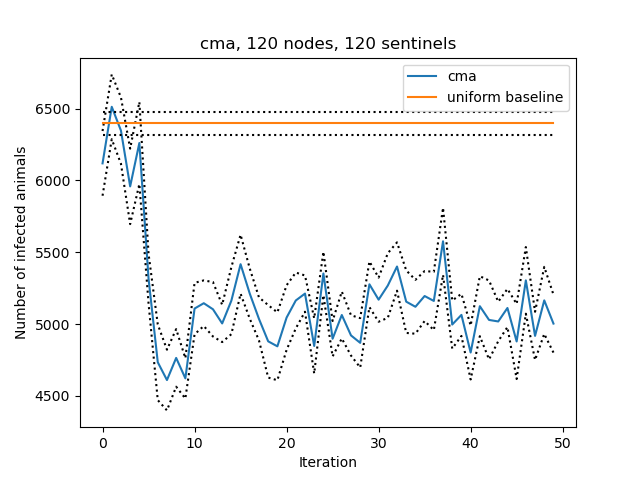 cma, 120 nodes, 120 sentinels
cma
uniform baseline
Number of infected animals
6500
6000
5500
5000
4500
0 10 20 30 40 50
Iteration